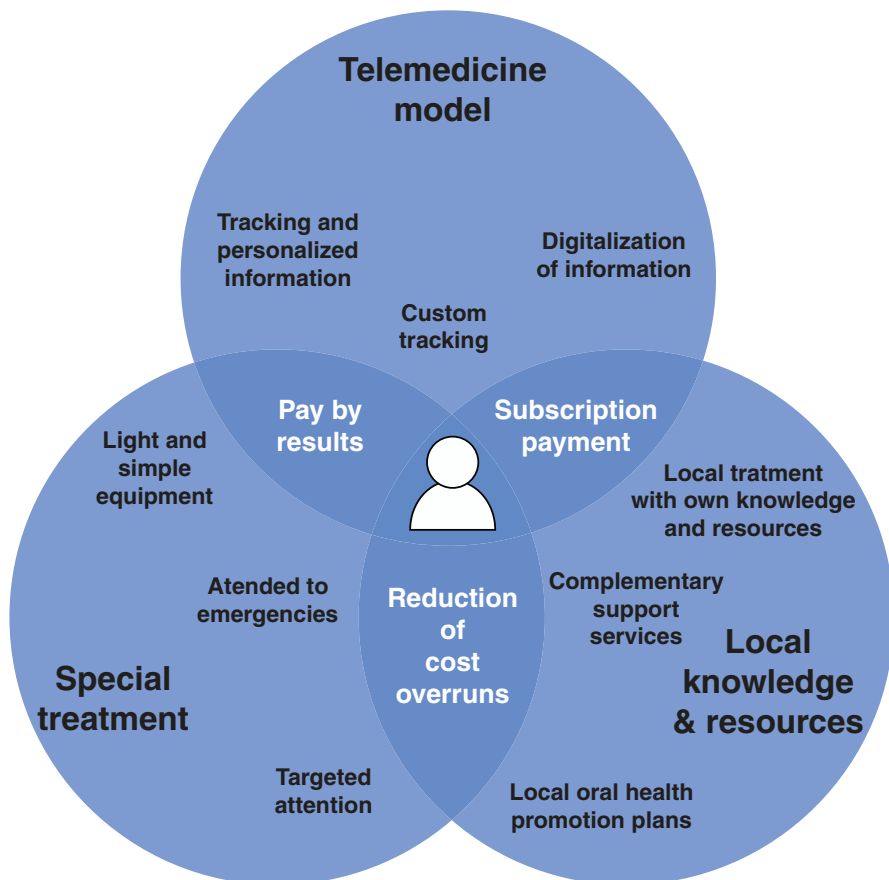 Telemedicine
model
Tracking and
personalized
information
Digitalization
of information
Custom
tracking
Pay by
results
Subscription
payment
Light and
simple
equipment
Local tratment
with own knowledge
and resources
Atended to
emergencies
Reduction
of
cost
overruns
Complementary
support
services
Special
treatment
Local
knowledge
& resources
Targeted
attention
Local oral health
promotion plans